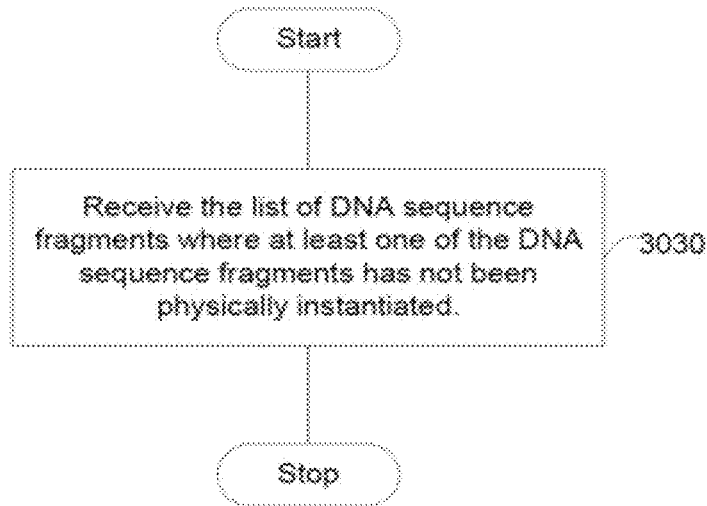 Start
Receive the list of DNA sequence
fragments where at least one of the DNA
sequence fragments has not been
physically instantiated.
3030
Stop